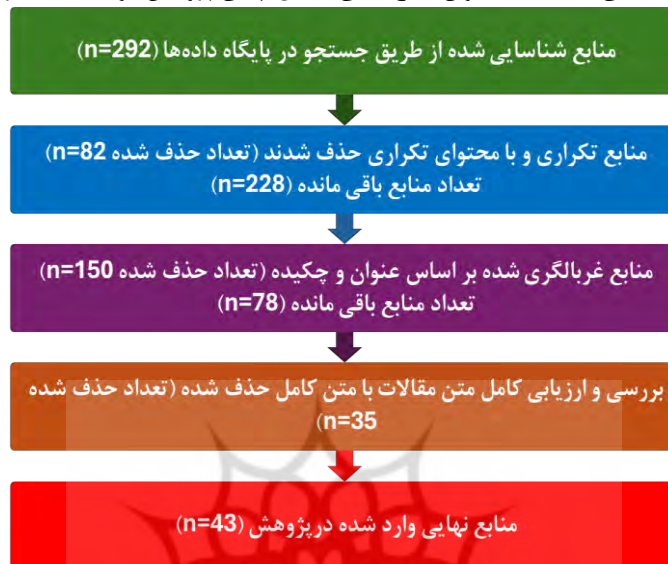 منابع شناسایی شده از طریق جستجو در پایگاه داده‌ها (n=292)
منابع تکراری و با محتوای تکراری حذف شدند (تعداد حذف شده n=82)
تعداد منابع باقی مانده (n=228)
منابع غربالگری شده بر اساس عنوان و چکیده (تعداد حذف شده n=150)
تعداد منابع باقی مانده (n=78)
بررسی و ارزیابی کامل متن مقالات با متن کامل حذف شده (تعداد حذف شده
n=35)
منابع نهایی وارد شده در پژوهش (n=43)